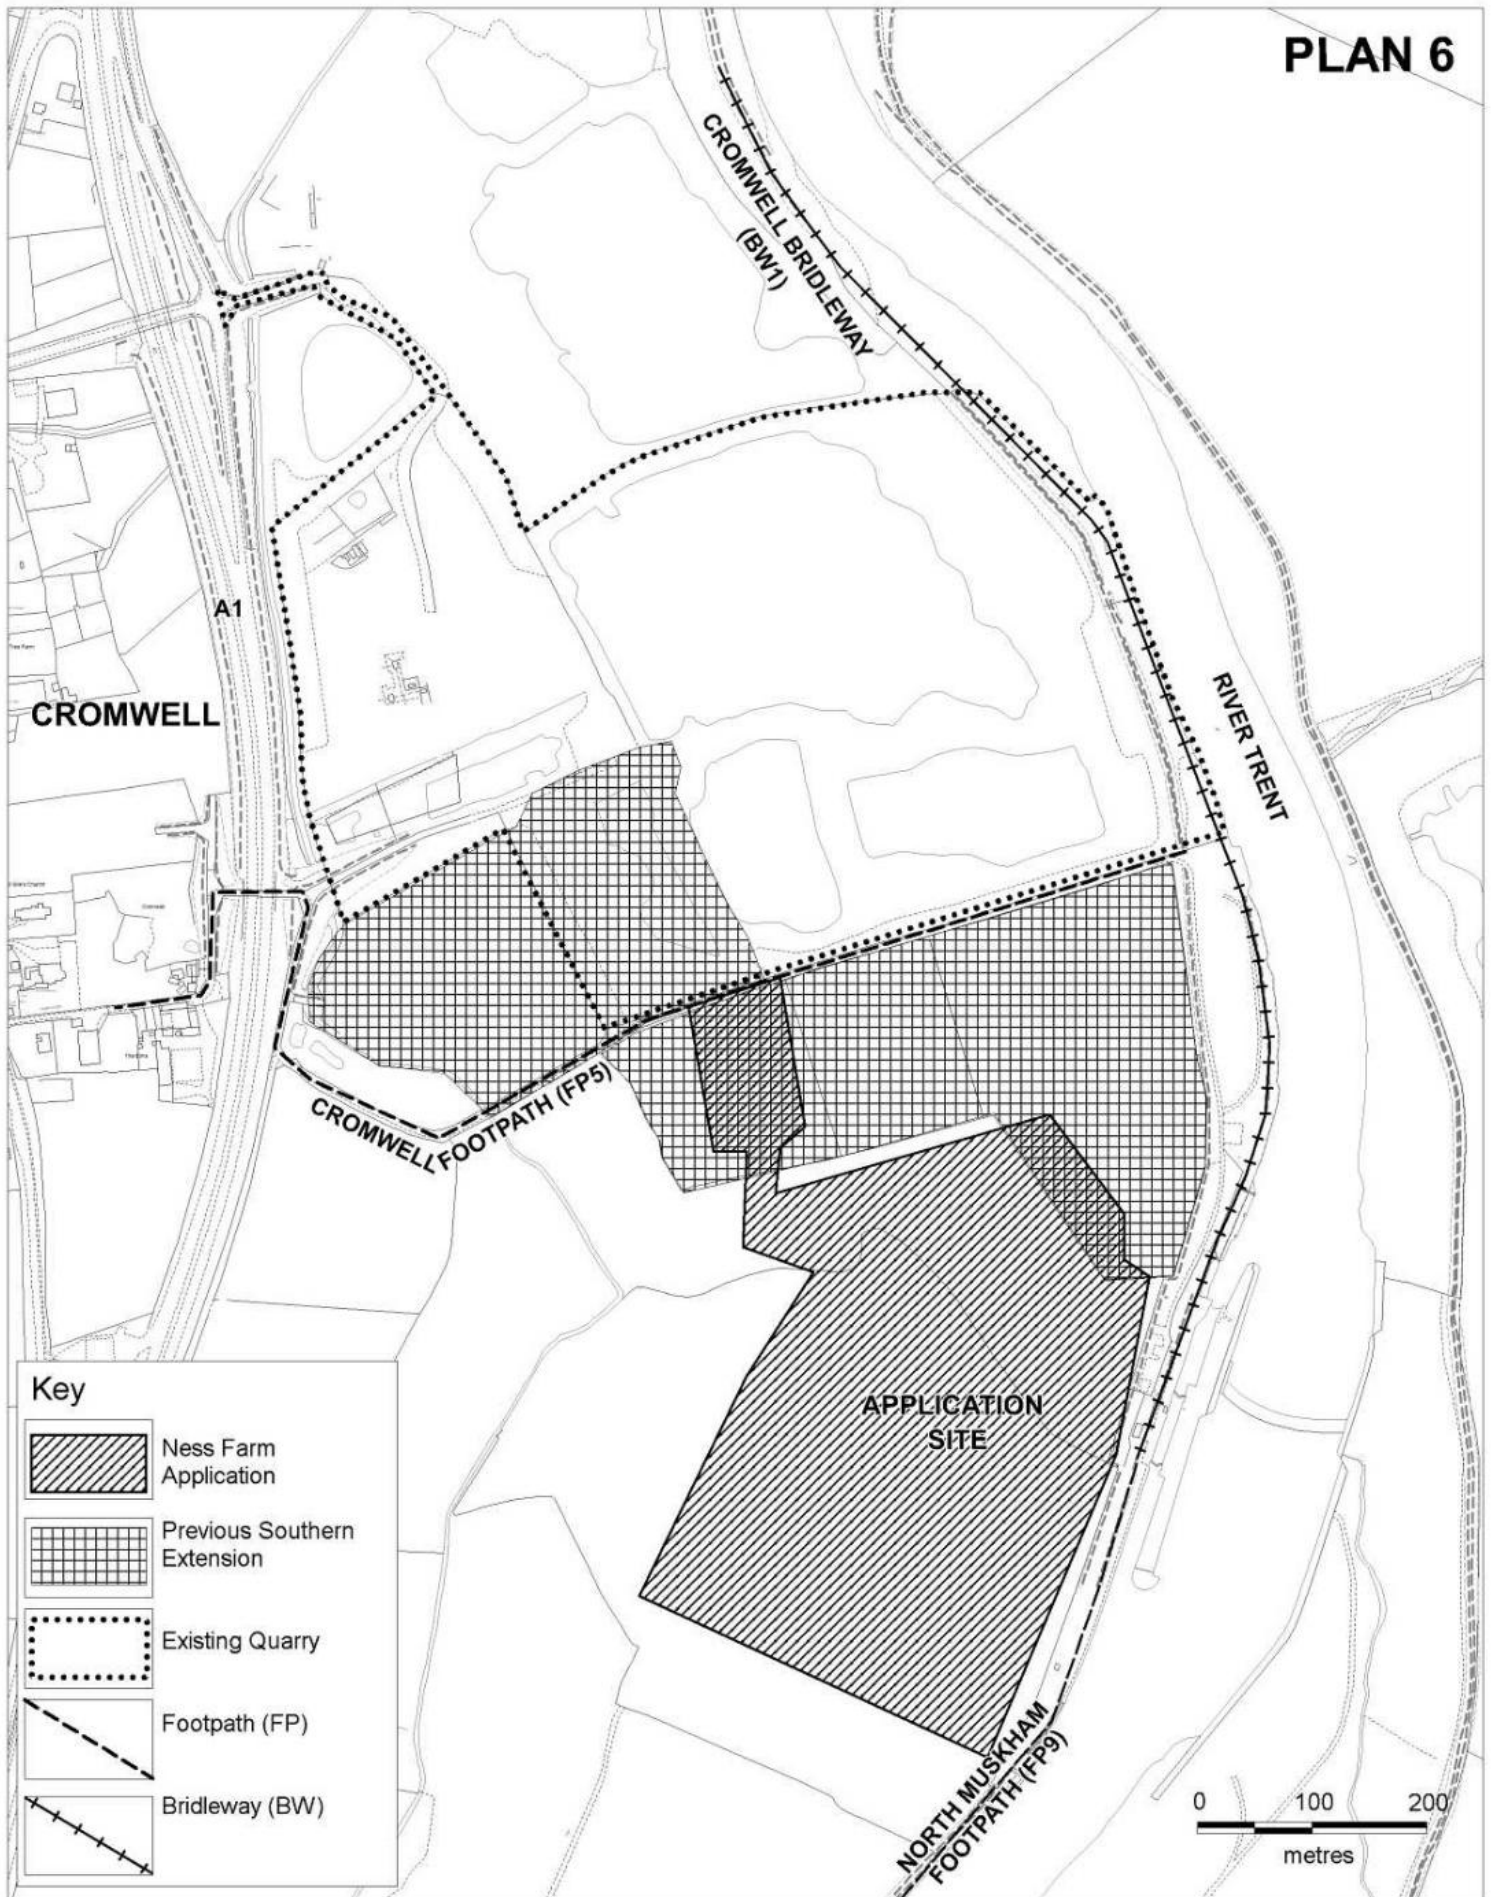 PLAN 6
CROMWELL BRIDLEWAY
(BW1)
A1
CROMWELL
RIVER TRENT
CROMWELL FOOTPATH (FP5)
APPLICATION
SITE
NORTH MUSKHAM
FOOTPATH (FP9)
Key
Ness Farm
Application
Previous Southern
Extension
Existing Quarry
Footpath (FP)
Bridleway (BW)
0 100 200
metres